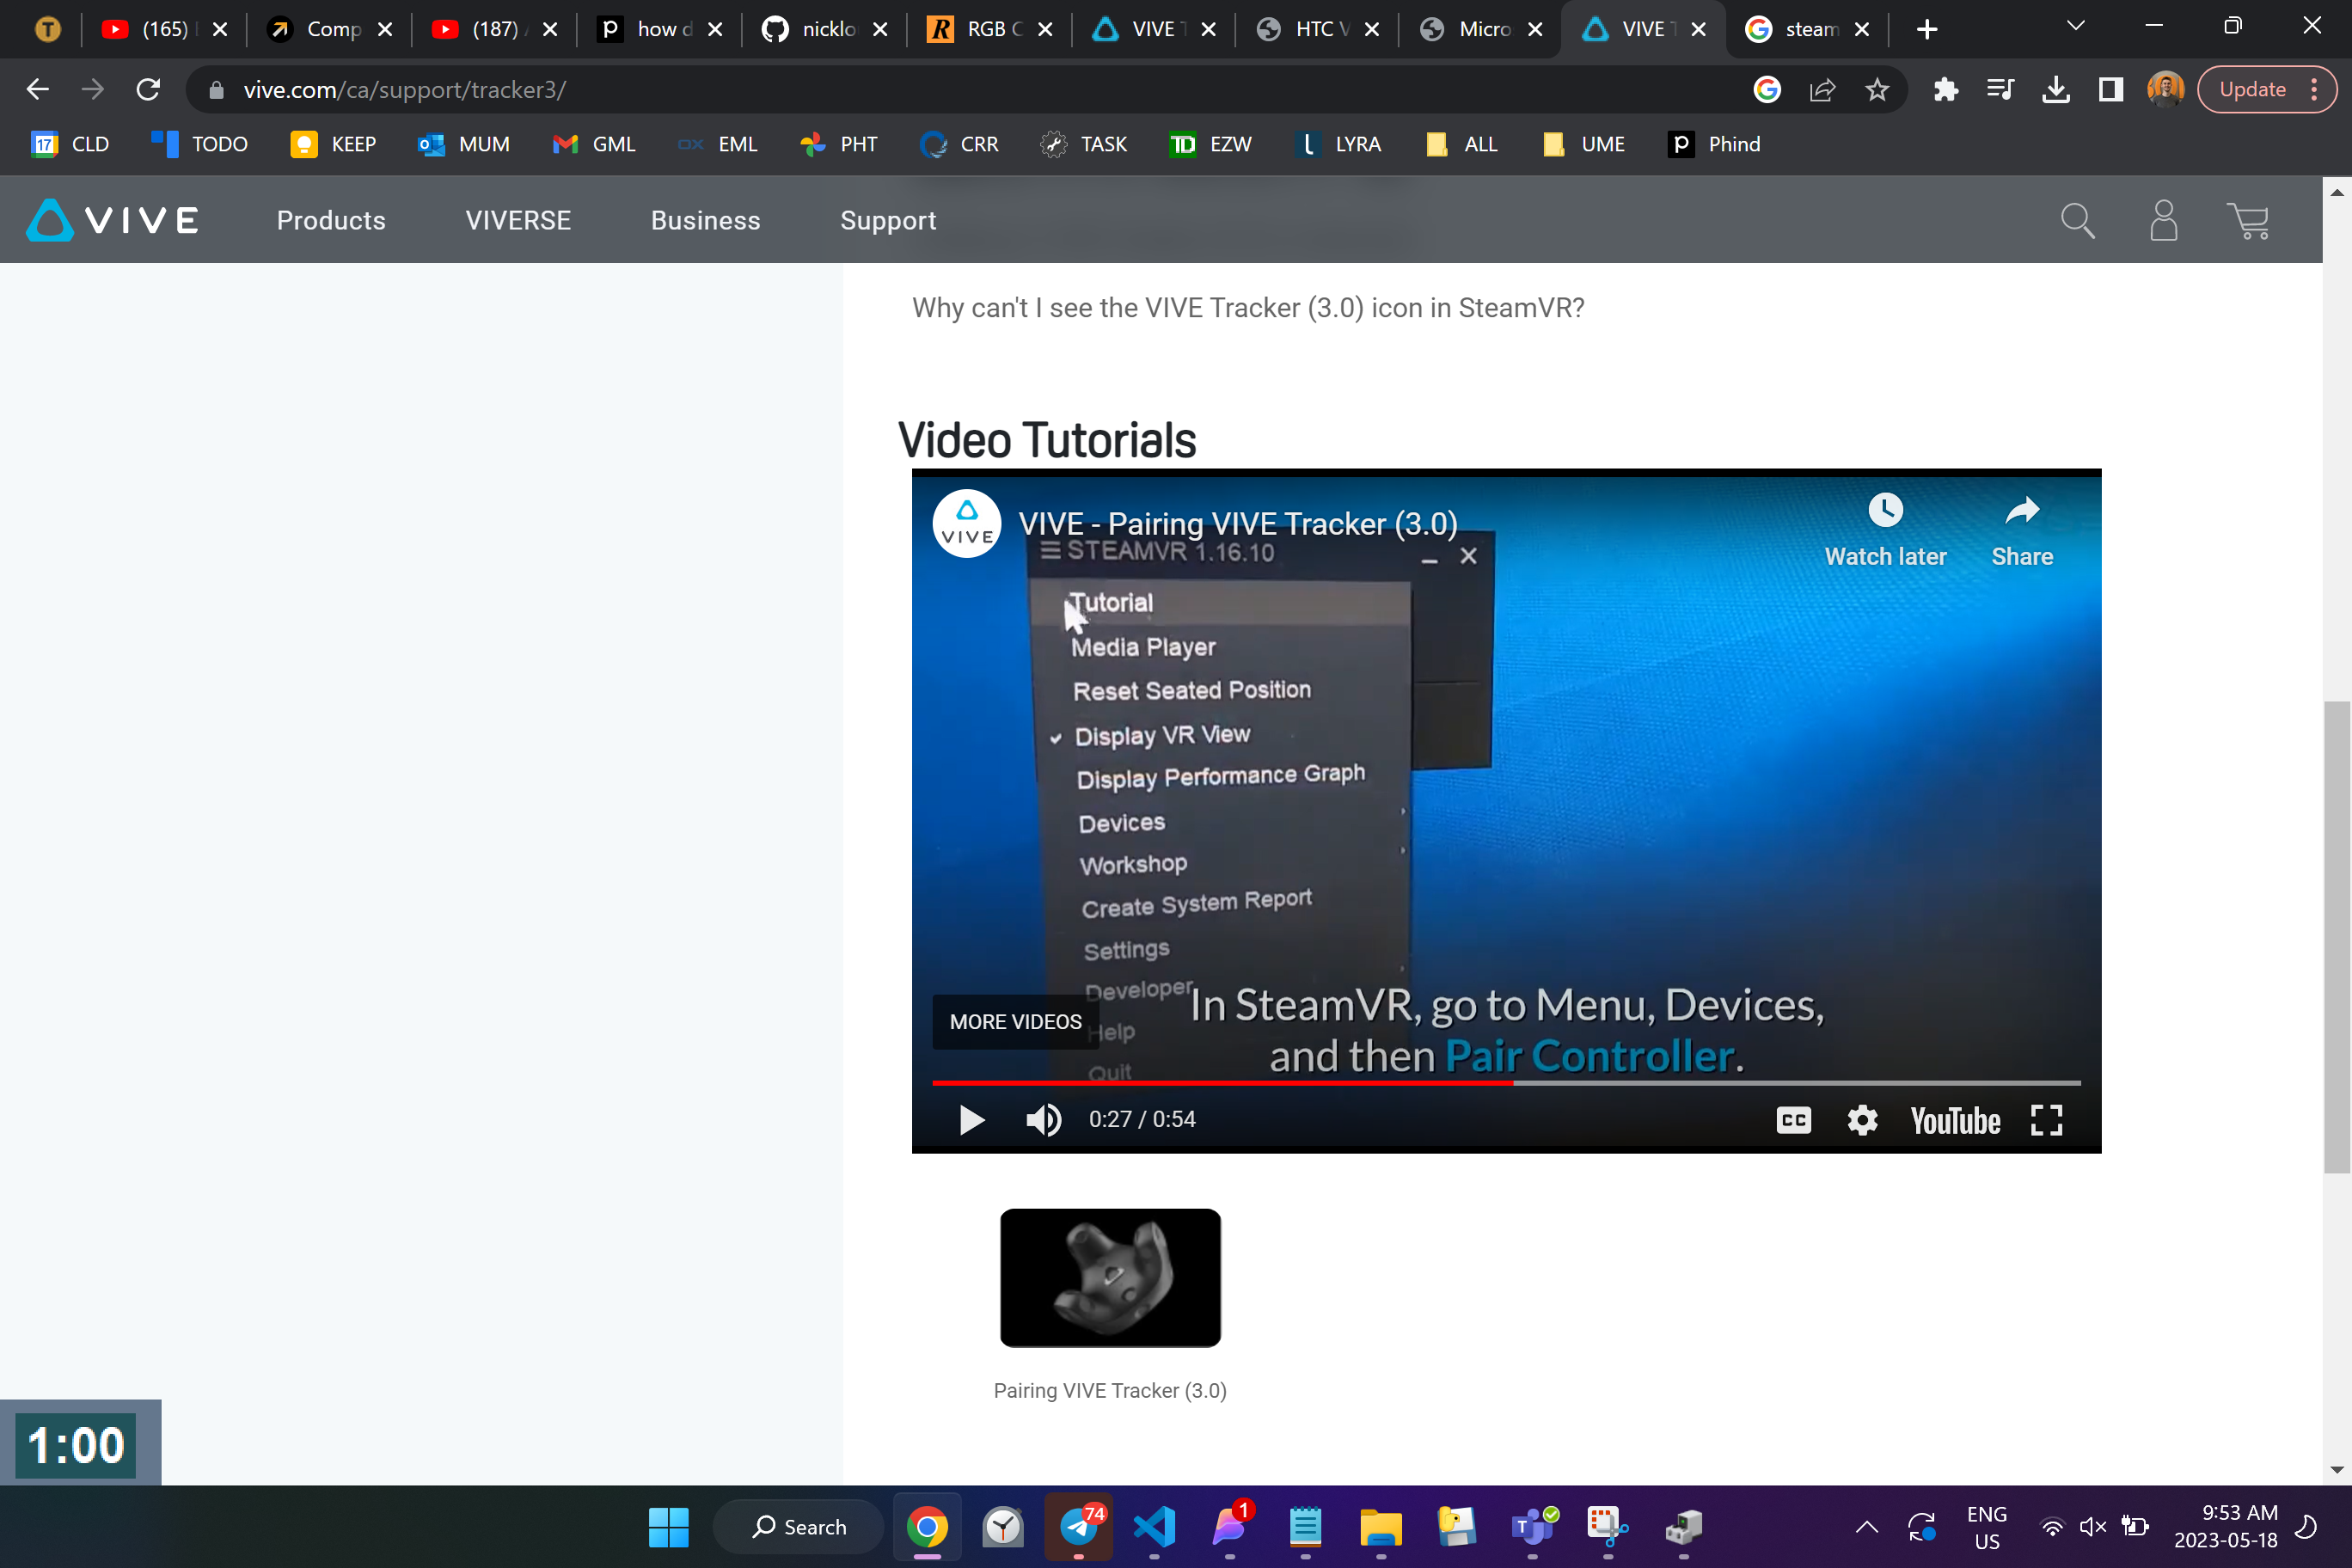 (165)
Comp
(187)
how d
nicklo
RGB C
VIVE T
HTC V
Micro
VIVE T
steam
vive.com/ca/support/tracker3/
Update
17 CLD
TODO
KEEP
MUM
GML
DX EML
PHT
CRR
TASK
TD EZW
LYRA
ALL
UME
Phind
VIVE
Products
VIVERSE
Business
Support
Why can't I see the VIVE Tracker (3.0) icon in SteamVR?
Video Tutorials
VIVE
VIVE - Pairing VIVE Tracker (3.0)
Watch later
Share
STEAMVR 1.16.10
Tutorial
Media Player
Reset Seated Position
Display VR View
Display Performance Graph
Devices
Workshop
Create System Report
Settings
Developer
Help
Quit
MORE VIDEOS
In SteamVR, go to Menu, Devices,
and then Pair Controller.
0:27 / 0:54
CC
YouTube
Pairing VIVE Tracker (3.0)
1:00
Search
74
1
ENG
US
9:53 AM
2023-05-18